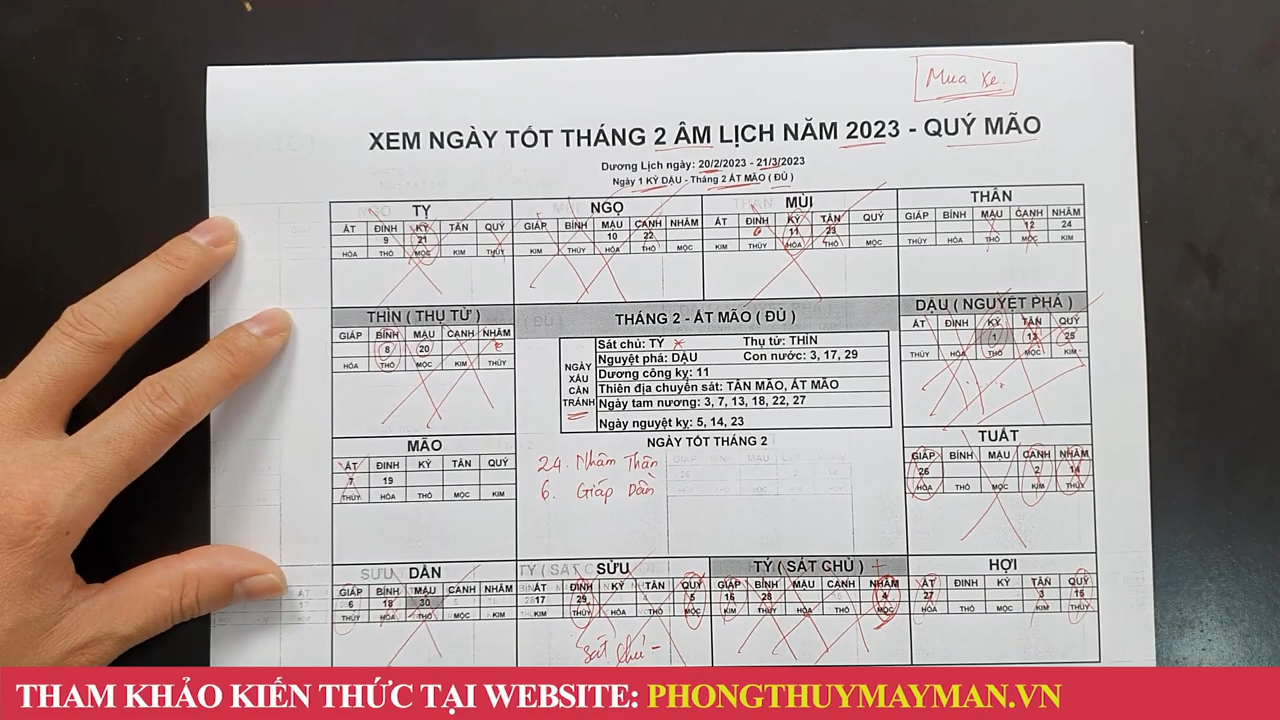 Mua xe.
XEM NGÀY TỐT THÁNG 2 ÂM LỊCH NĂM 2023 - QUÝ MÃO
Dương Lịch ngày: 20/2/2023 - 21/3/2023
Ngày 1 KỶ DẬU - Tháng 2 ẤT MÃO ( ĐỦ )
TỴ NGỌ MÙI THÂN
ẤT ĐINH KỶ TÂN QUÝ GIÁP BÍNH MẬU CANH NHÂM ẤT ĐINH KỶ TÂN QUÝ GIÁP BÍNH MẬU CANH NHÂM
9 21 10 22 11 23 12 24
HỎA THỔ MỘC KIM THỦY KIM THỦY HỎA THỔ MỘC KIM THỦY HỎA THỔ MỘC THỦY HỎA THỔ MỘC KIM
THÌN ( THỤ TỬ ) THÁNG 2 - ẤT MÃO ( ĐỦ ) DẬU ( NGUYỆT PHÁ )
GIÁP BÍNH MẬU CANH NHÂM
8 20
HỎA THỔ MỘC KIM THỦY
ẤT ĐINH KỶ TÂN QUÝ
1 13 25
THỦY HỎA THỔ MỘC KIM
NGÀY XẤU CẦN TRÁNH
Sát chủ: TỴ Thụ tử: THÌN
Nguyệt phá: DẬU Con nước: 3, 17, 29
Dương công kỵ: 11
Thiên địa chuyển sát: TÂN MÃO, ẤT MÃO
Ngày tam nương: 3, 7, 13, 18, 22, 27
Ngày nguyệt kỵ: 5, 14, 23
MÃO NGÀY TỐT THÁNG 2 TUẤT
ẤT ĐINH KỶ TÂN QUÝ
7 19
THỦY HỎA THỔ MỘC KIM
24. Nhâm Thân
6. Giáp Dần
GIÁP BÍNH MẬU CANH NHÂM
26 2 14
HỎA THỔ MỘC KIM THỦY
DẦN SỬU TÝ ( SÁT CHỦ ) HỢI
GIÁP BÍNH MẬU CANH NHÂM ẤT ĐINH KỶ TÂN QUÝ GIÁP BÍNH MẬU CANH NHÂM ẤT ĐINH KỶ TÂN QUÝ
6 18 30 17 29 5 16 28 4 27 3 15
THỦY HỎA THỔ MỘC KIM KIM THỦY HỎA THỔ MỘC KIM THỦY HỎA THỔ MỘC HỎA THỔ MỘC KIM THỦY
Sát chủ -
THAM KHẢO KIẾN THỨC TẠI WEBSITE: PHONGTHUYMAYMAN.VN